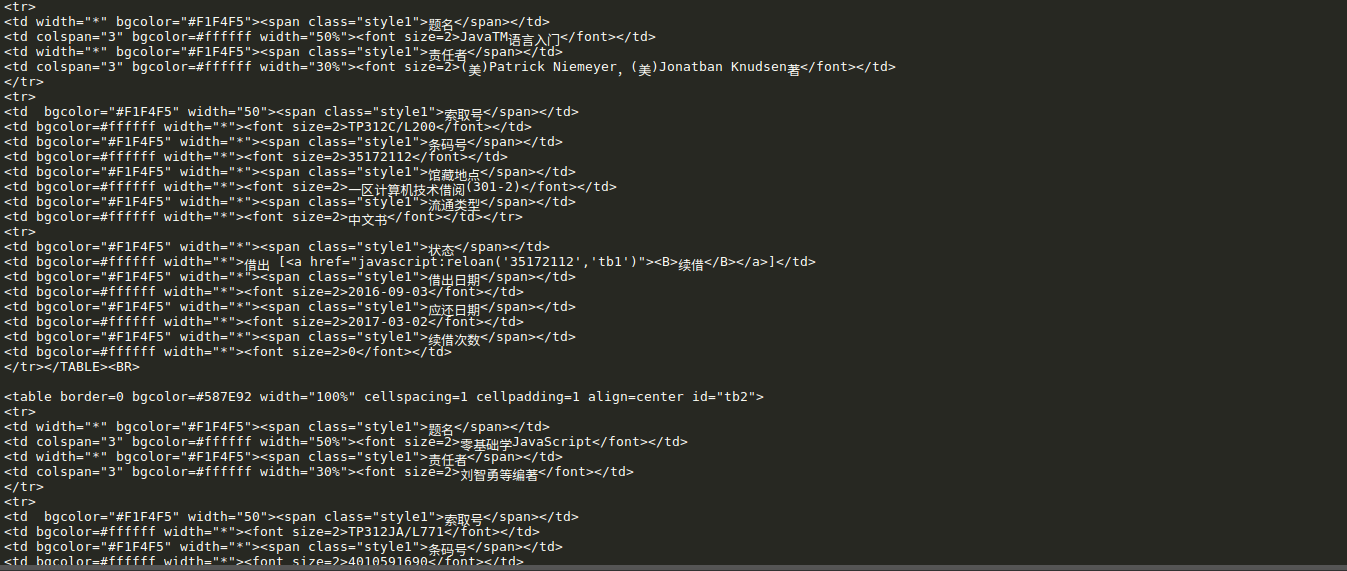 <tr>
<td width="*" bgcolor="#F1F4F5"><span class="style1">题名</span></td>
<td colspan="3" bgcolor=#ffffff width="50%"><font size=2>JavaTM语言入门</font></td>
<td width="*" bgcolor="#F1F4F5"><span class="style1">责任者</span></td>
<td colspan="3" bgcolor=#ffffff width="30%"><font size=2>(美)Patrick Niemeyer，(美)Jonatban Knudsen著</font></td>
</tr>
<tr>
<td  bgcolor="#F1F4F5" width="50"><span class="style1">索取号</span></td>
<td bgcolor=#ffffff width="*"><font size=2>TP312C/L200</font></td>
<td bgcolor="#F1F4F5" width="*"><span class="style1">条码号</span></td>
<td bgcolor=#ffffff width="*"><font size=2>35172112</font></td>
<td bgcolor="#F1F4F5" width="*"><span class="style1">馆藏地点</span></td>
<td bgcolor=#ffffff width="*"><font size=2>一区计算机技术借阅(301-2)</font></td>
<td bgcolor="#F1F4F5" width="*"><span class="style1">流通类型</span></td>
<td bgcolor=#ffffff width="*"><font size=2>中文书</font></td></tr>
<tr>
<td bgcolor="#F1F4F5" width="*"><span class="style1">状态</span></td>
<td bgcolor=#ffffff width="*">借出 [<a href="javascript:reloan('35172112','tb1')"><B>续借</B></a>]</td>
<td bgcolor="#F1F4F5" width="*"><span class="style1">借出日期</span></td>
<td bgcolor=#ffffff width="*"><font size=2>2016-09-03</font></td>
<td bgcolor="#F1F4F5" width="*"><span class="style1">应还日期</span></td>
<td bgcolor=#ffffff width="*"><font size=2>2017-03-02</font></td>
<td bgcolor="#F1F4F5" width="*"><span class="style1">续借次数</span></td>
<td bgcolor=#ffffff width="*"><font size=2>0</font></td>
</tr></TABLE><BR>
<table border=0 bgcolor=#587E92 width="100%" cellspacing=1 cellpadding=1 align=center id="tb2">
<tr>
<td width="*" bgcolor="#F1F4F5"><span class="style1">题名</span></td>
<td colspan="3" bgcolor=#ffffff width="50%"><font size=2>零基础学JavaScript</font></td>
<td width="*" bgcolor="#F1F4F5"><span class="style1">责任者</span></td>
<td colspan="3" bgcolor=#ffffff width="30%"><font size=2>刘智勇等编著</font></td>
</tr>
<tr>
<td  bgcolor="#F1F4F5" width="50"><span class="style1">索取号</span></td>
<td bgcolor=#ffffff width="*"><font size=2>TP312JA/L771</font></td>
<td bgcolor="#F1F4F5" width="*"><span class="style1">条码号</span></td>
<td bgcolor=#ffffff width="*"><font size=2>4010591690</font></td>